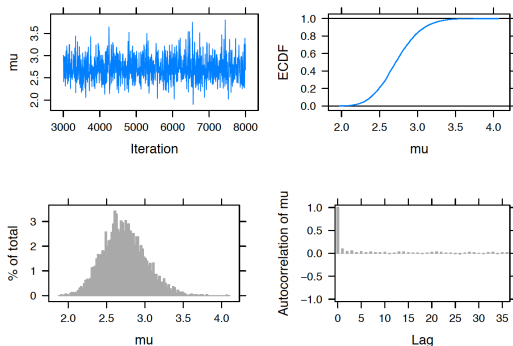 mu
3.5
3.0
2.5
2.0
3000 4000 5000 6000 7000 8000
Iteration
ECDF
1.0
0.8
0.6
0.4
0.2
0.0
2.0 2.5 3.0 3.5 4.0
mu
% of total
3
2
1
0
2.0 2.5 3.0 3.5 4.0
mu
Autocorrelation of mu
1.0
0.5
0.0
−0.5
−1.0
0 5 10 15 20 25 30 35
Lag